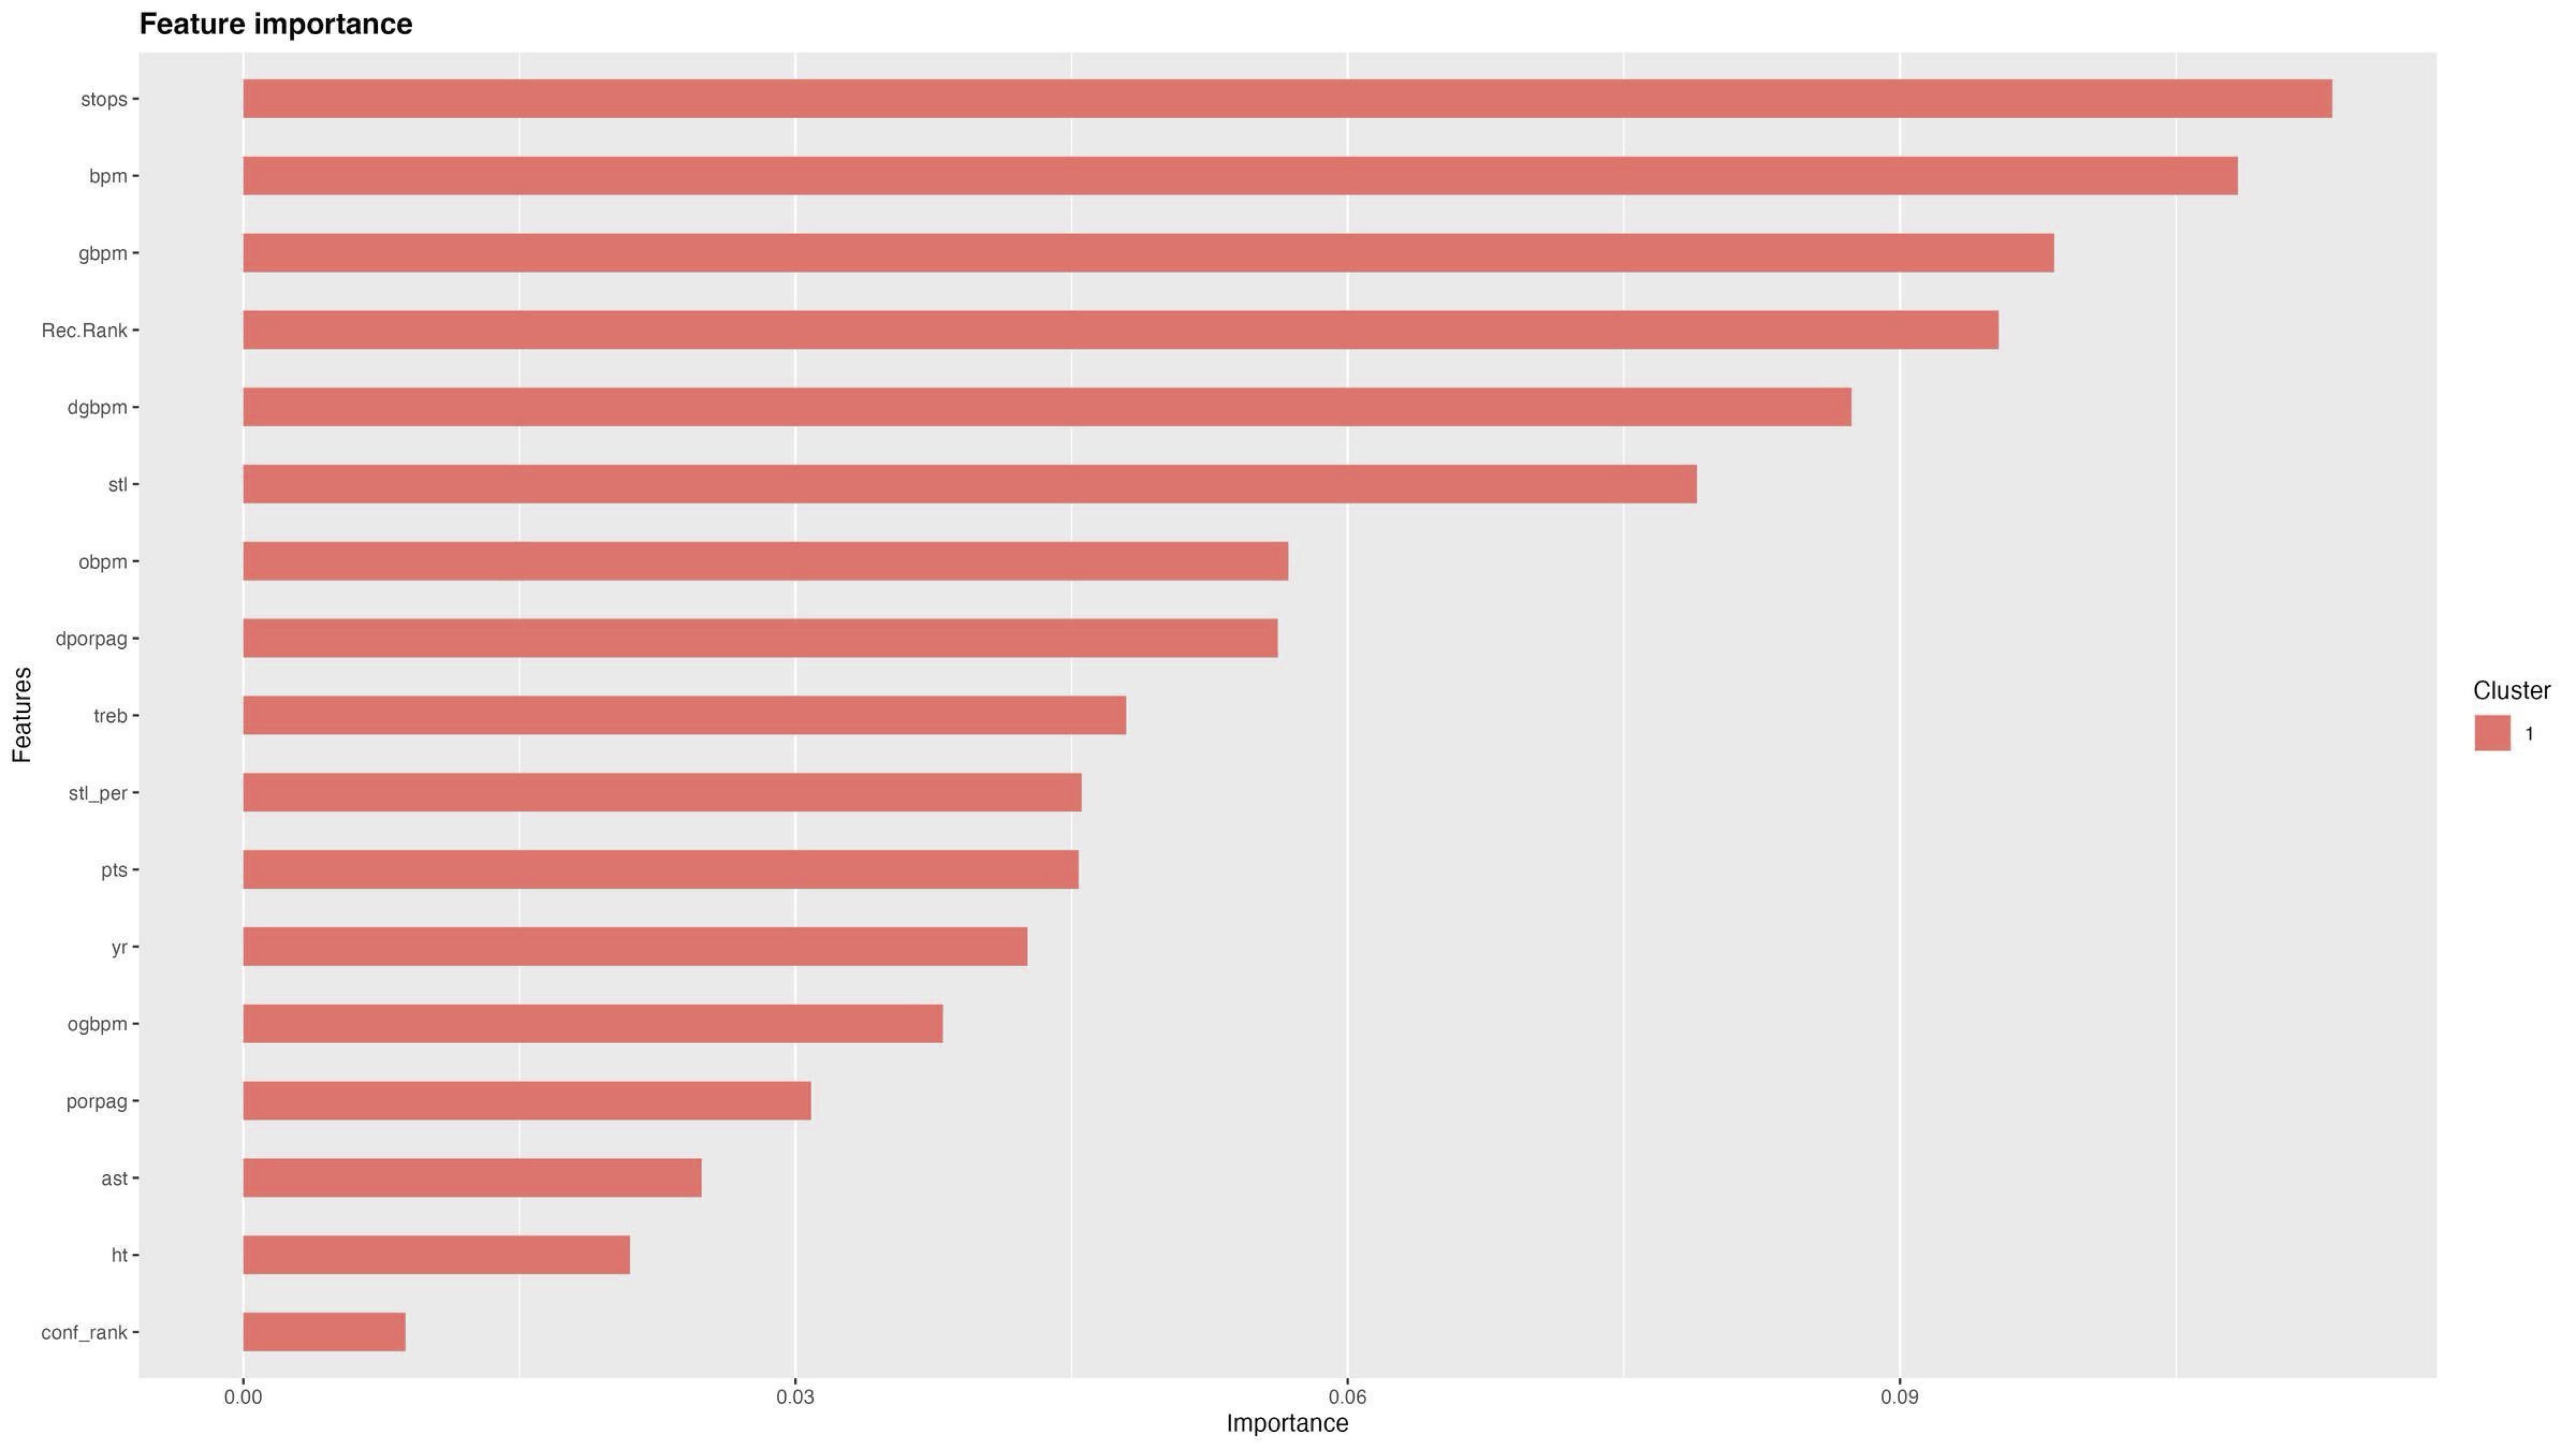 Feature importance
stops
bpm
gbpm
Rec.Rank
dgbpm
stl
obpm
dporpag
treb
stl_per
pts
yr
ogbpm
porpag
ast
ht
conf_rank
Features
0.00 0.03 0.06 0.09
Importance
Cluster
1